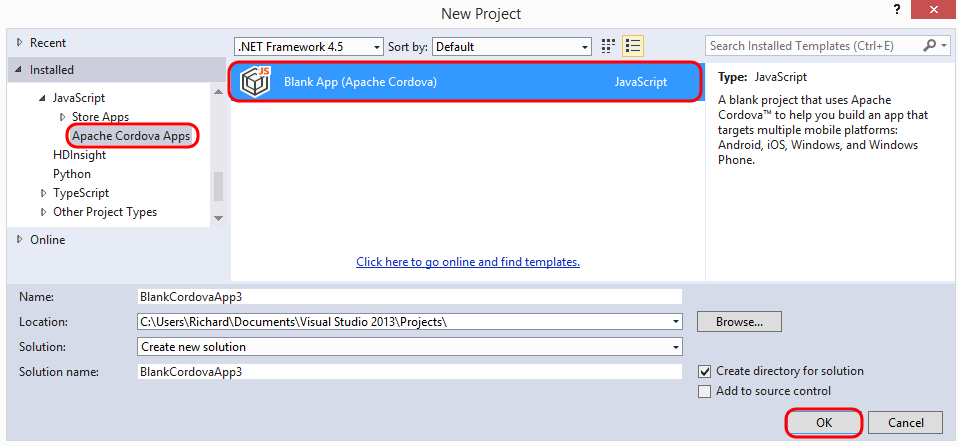 New Project
?
Recent
.NET Framework 4.5
Sort by:
Default
Search Installed Templates (Ctrl+E)
Installed
JavaScript
Store Apps
Apache Cordova Apps
HDInsight
Python
TypeScript
Other Project Types
Online
JS
Blank App (Apache Cordova)
JavaScript
Click here to go online and find templates.
Type: JavaScript
A blank project that uses Apache
Cordova™ to help you build an app that
targets multiple mobile platforms:
Android, iOS, Windows, and Windows
Phone.
Name:
BlankCordovaApp3
Location:
C:\Users\Richard\Documents\Visual Studio 2013\Projects\
Browse...
Solution:
Create new solution
Solution name:
BlankCordovaApp3
Create directory for solution
Add to source control
OK
Cancel